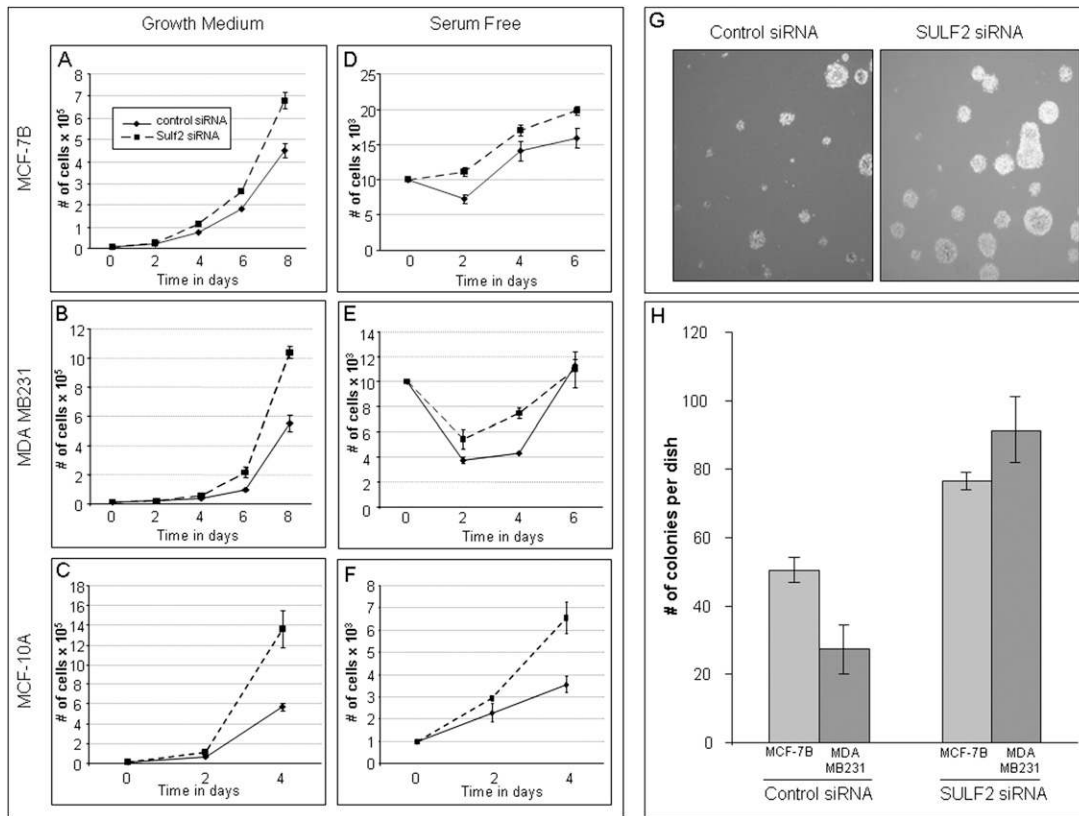 Growth Medium
Serum Free
MCF-7B
MDA MB231
MCF-10A
A
# of cells x 10⁵
8
7
6
5
4
3
2
1
0
control siRNA
Sulf2 siRNA
0 2 4 6 8
Time in days
D
# of cells x 10³
25
20
15
10
5
0
0 2 4 6
Time in days
B
# of cells x 10⁵
12
10
8
6
4
2
0
0 2 4 6 8
Time in days
E
# of cells x 10³
14
12
10
8
6
4
2
0
0 2 4 6
Time in days
C
# of cells x 10⁵
18
16
14
12
10
8
6
4
2
0
0 2 4
Time in days
F
# of cells x 10³
8
7
6
5
4
3
2
1
0
0 2 4
Time in days
G
Control siRNA
SULF2 siRNA
H
# of colonies per dish
120
100
80
60
40
20
0
MCF-7B
MDA
MB231
MCF-7B
MDA
MB231
Control siRNA
SULF2 siRNA